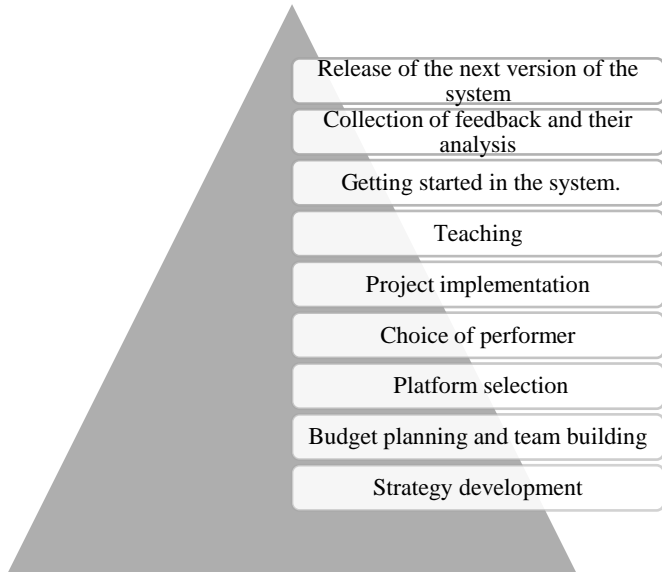 Release of the next version of the
system
Collection of feedback and their
analysis
Getting started in the system.
Teaching
Project implementation
Choice of performer
Platform selection
Budget planning and team building
Strategy development